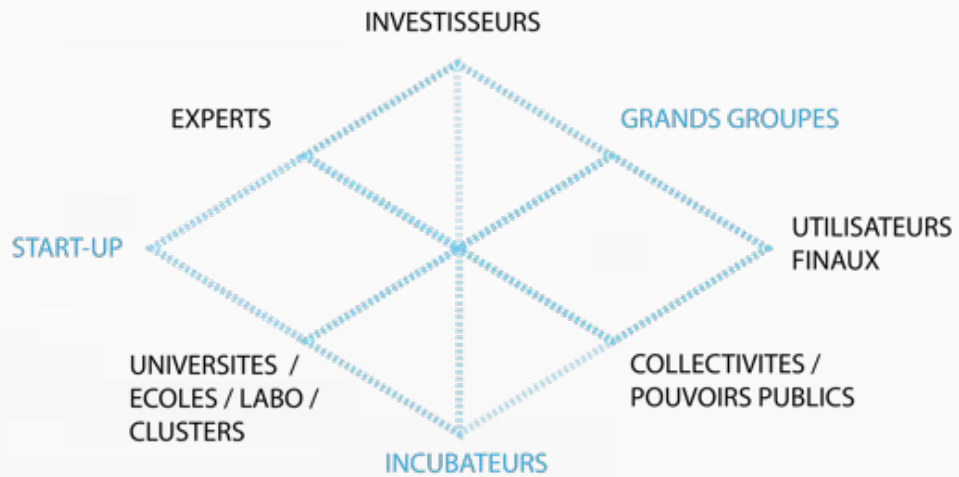 INVESTISSEURS
EXPERTS
GRANDS GROUPES
START-UP
UTILISATEURS
FINAUX
UNIVERSITES /
ECOLES / LABO /
CLUSTERS
COLLECTIVITES /
POUVOIRS PUBLICS
INCUBATEURS